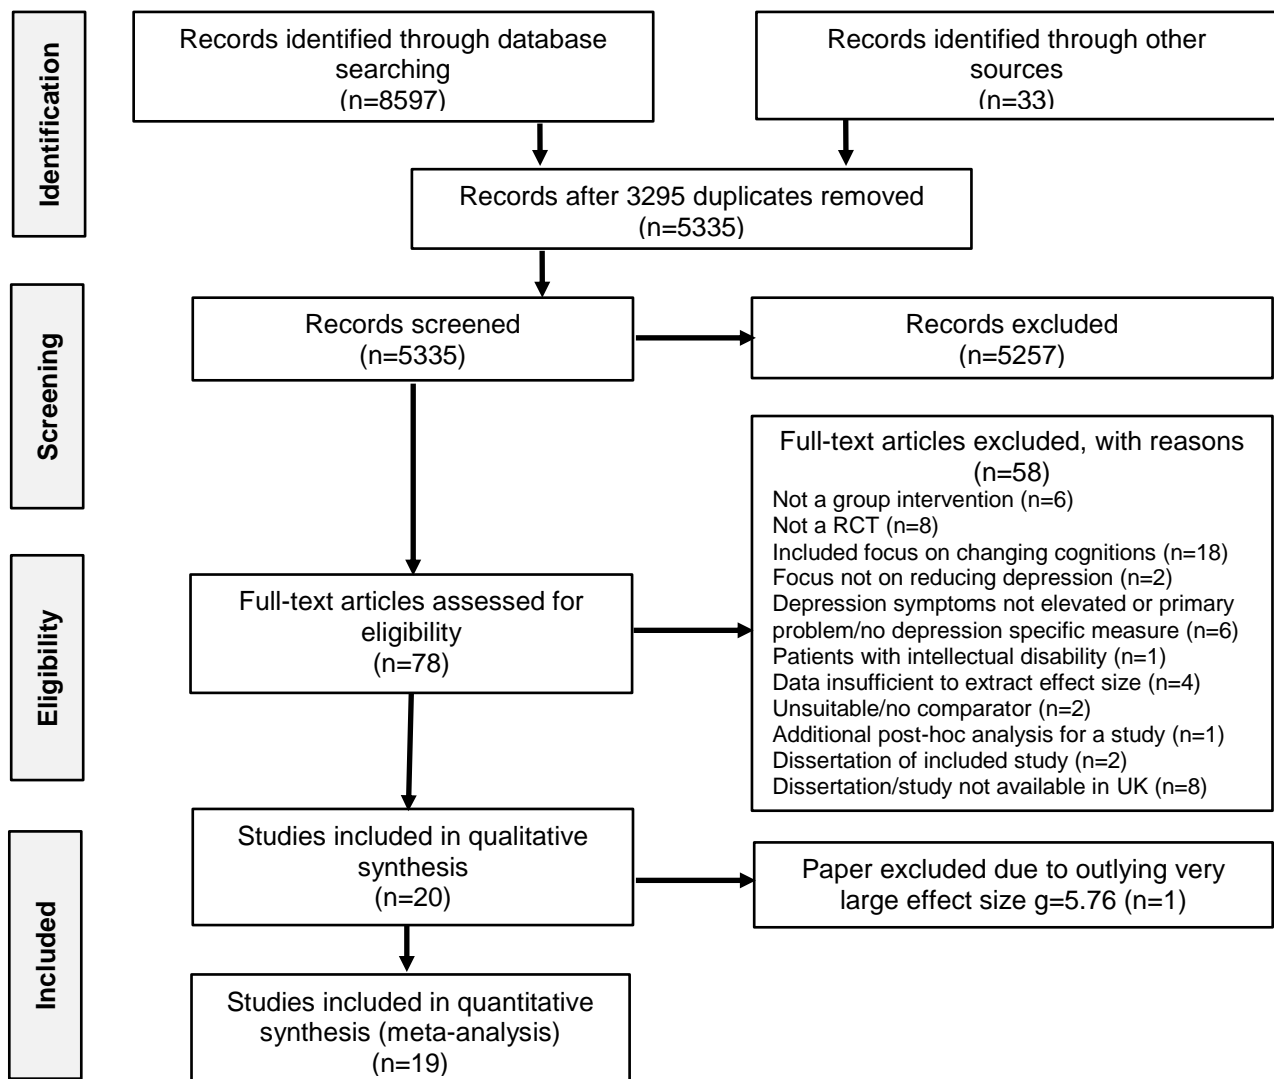 Identification
Records identified through database
searching
(n=8597)
Records identified through other
sources
(n=33)
Records after 3295 duplicates removed
(n=5335)
Screening
Records screened
(n=5335)
Records excluded
(n=5257)
Eligibility
Full-text articles assessed for
eligibility
(n=78)
Full-text articles excluded, with reasons
(n=58)
Not a group intervention (n=6)
Not a RCT (n=8)
Included focus on changing cognitions (n=18)
Focus not on reducing depression (n=2)
Depression symptoms not elevated or primary
problem/no depression specific measure (n=6)
Patients with intellectual disability (n=1)
Data insufficient to extract effect size (n=4)
Unsuitable/no comparator (n=2)
Additional post-hoc analysis for a study (n=1)
Dissertation of included study (n=2)
Dissertation/study not available in UK (n=8)
Included
Studies included in qualitative
synthesis
(n=20)
Paper excluded due to outlying very
large effect size g=5.76 (n=1)
Studies included in quantitative
synthesis (meta-analysis)
(n=19)